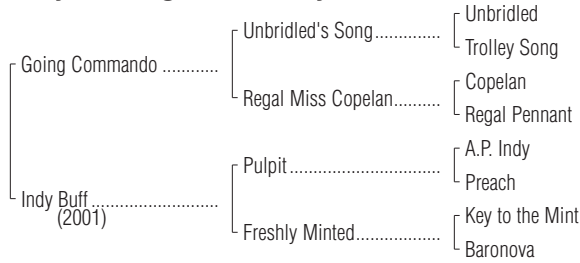 Unbridled
Unbridled's Song..............
Trolley Song
Going Commando ............
Copelan
Regal Miss Copelan..........
Regal Pennant
A.P. Indy
Pulpit..............................
Preach
Indy Buff.........................
(2001)
Key to the Mint
Freshly Minted.................
Baronova